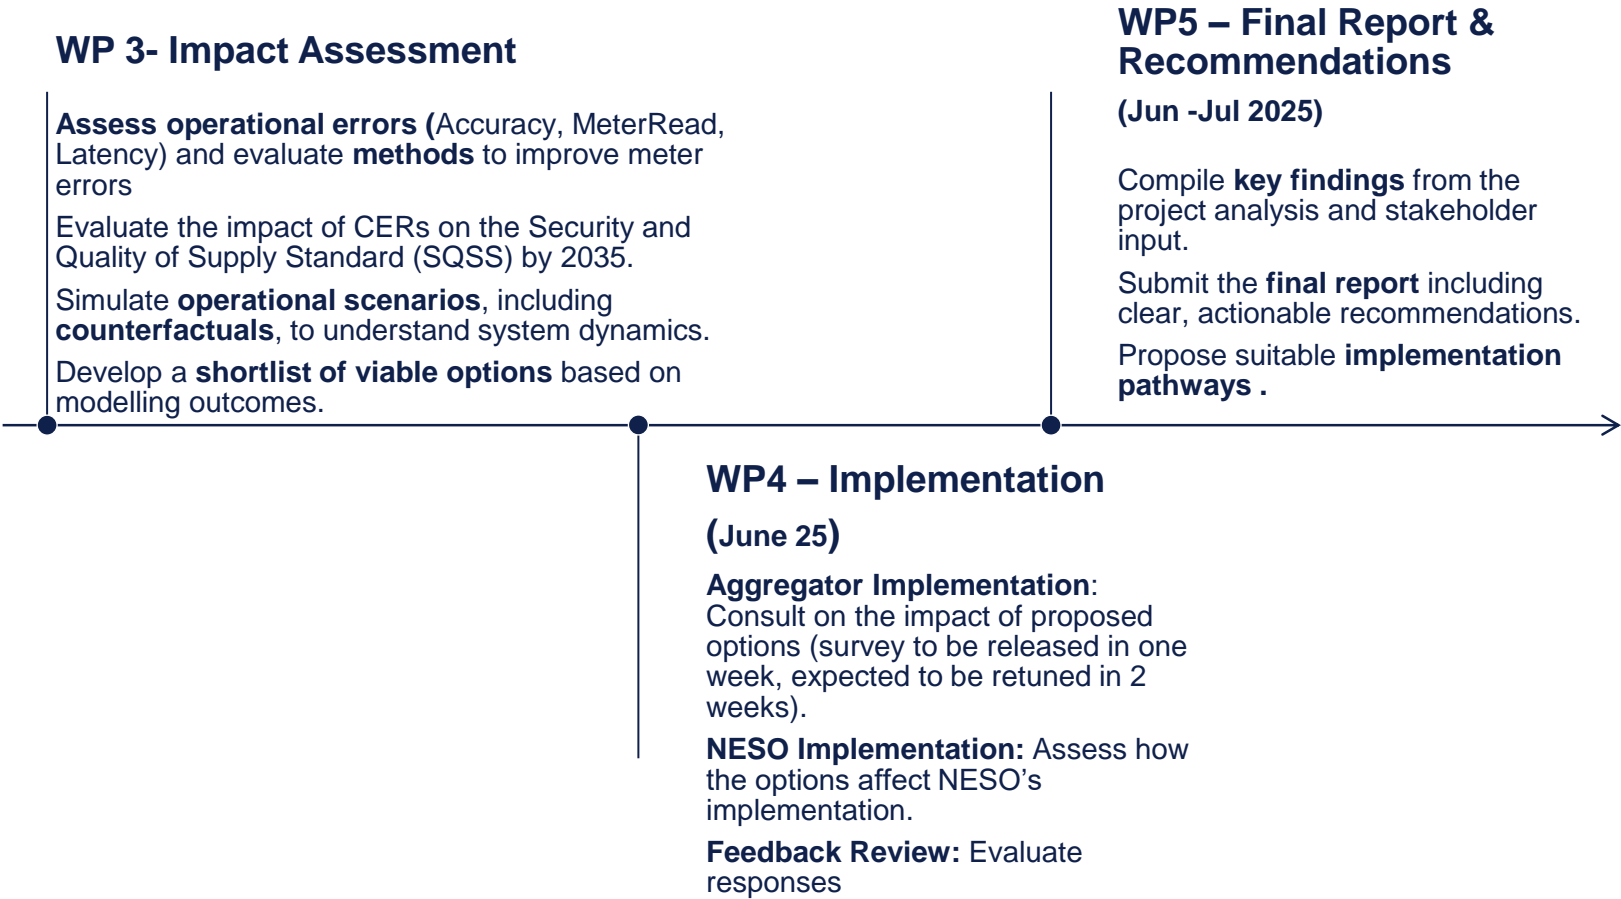 WP 3- Impact Assessment
Assess operational errors (Accuracy, MeterRead,
Latency) and evaluate methods to improve meter
errors
Evaluate the impact of CERs on the Security and
Quality of Supply Standard (SQSS) by 2035.
Simulate operational scenarios, including
counterfactuals, to understand system dynamics.
Develop a shortlist of viable options based on
modelling outcomes.
WP4 – Implementation
(June 25)
Aggregator Implementation:
Consult on the impact of proposed
options (survey to be released in one
week, expected to be retuned in 2
weeks).
NESO Implementation: Assess how
the options affect NESO’s
implementation.
Feedback Review: Evaluate
responses
WP5 – Final Report &
Recommendations
(Jun -Jul 2025)
Compile key findings from the
project analysis and stakeholder
input.
Submit the final report including
clear, actionable recommendations.
Propose suitable implementation
pathways .